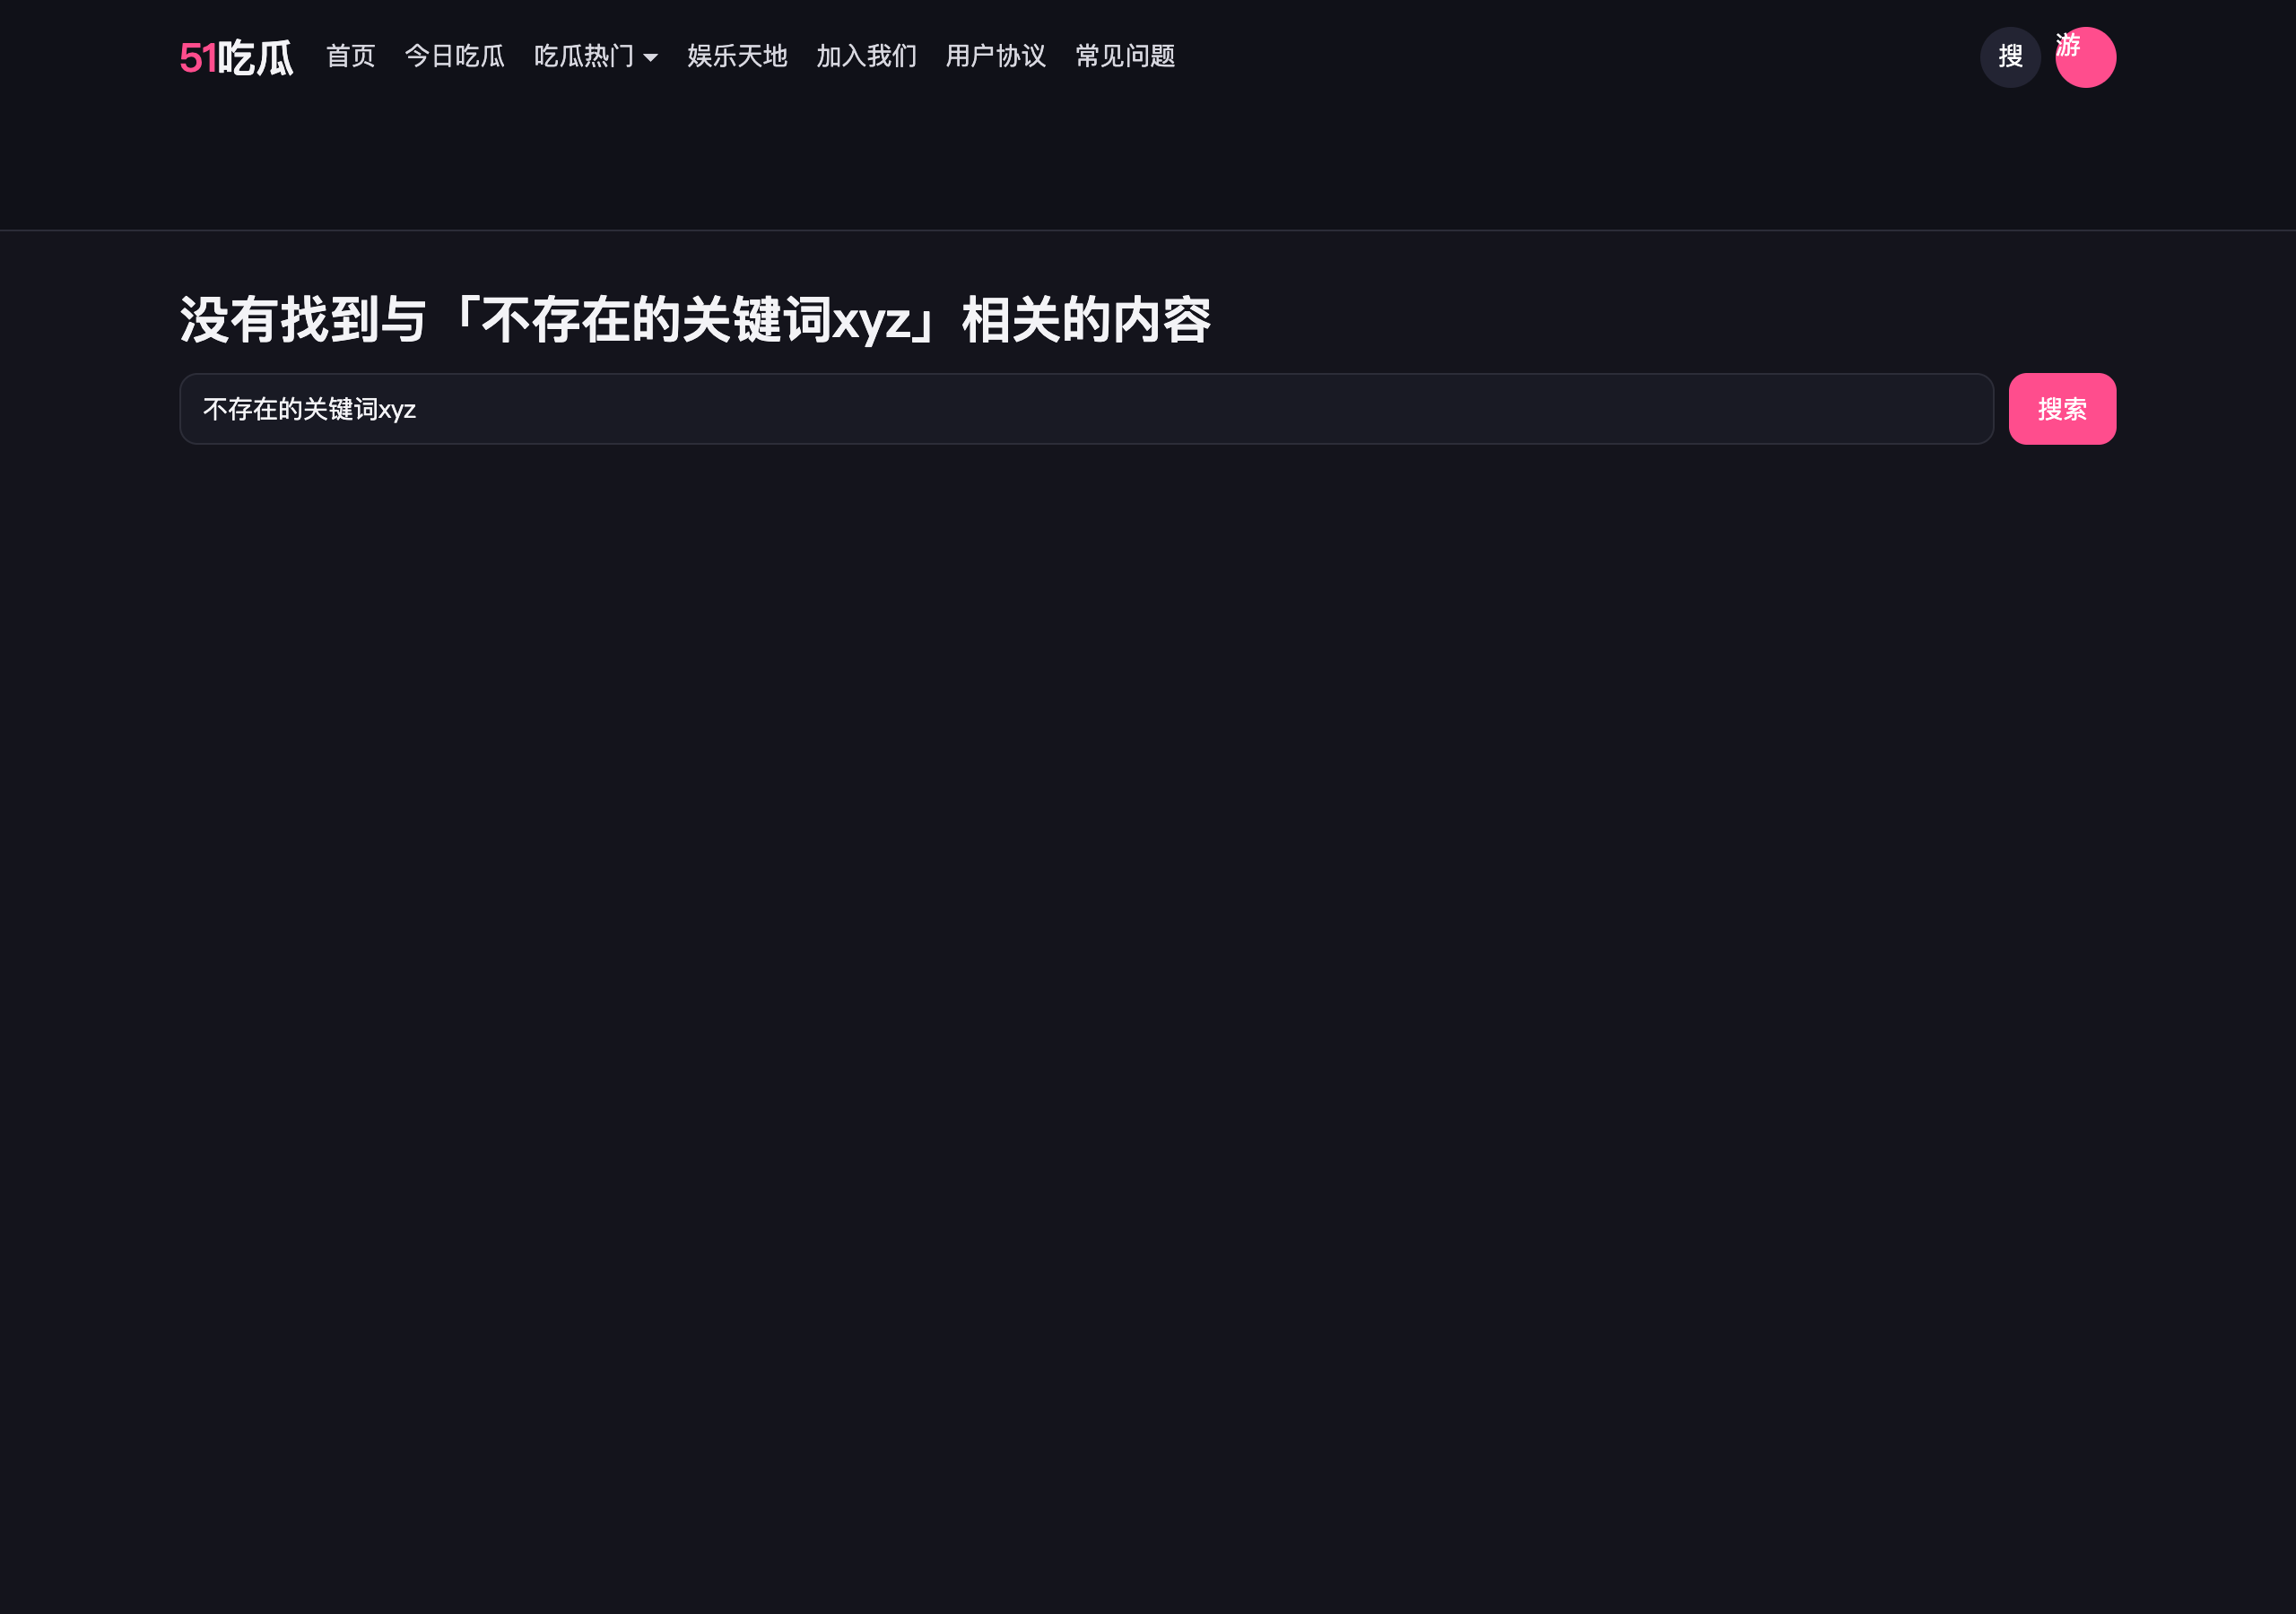 51吃瓜 首页 今日吃瓜 吃瓜热门 娱乐天地 加入我们 用户协议 常见问题 搜 游
没有找到与「不存在的关键词xyz」相关的内容
不存在的关键词xyz 搜索